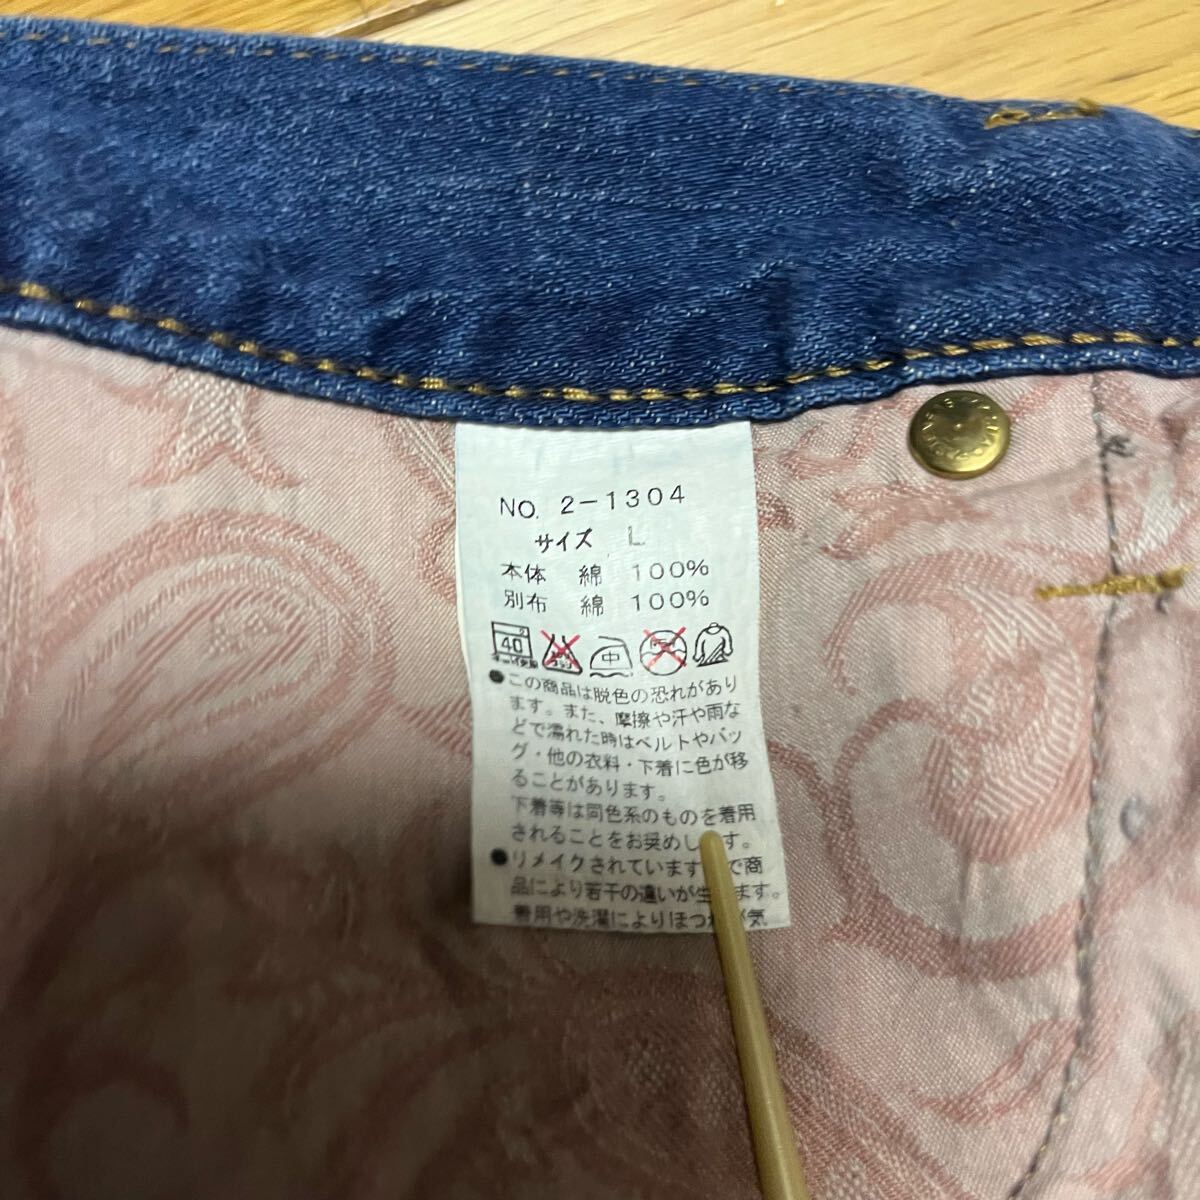 NO. 2-1304
サイズ L
本体 綿 100%
別布 綿 100%
40 中
●この商品は脱色の恐れがあり
ます。また、摩擦や汗や雨な
どで濡れた時はベルトやバッ
グ・他の衣料・下着に色が移
ることがあります。
下着等は同色系のものを着用
されることをお奨めします。
●リメイクされています で商
品により若干の違いが生 ます。
着用や洗濯によりほつれが気